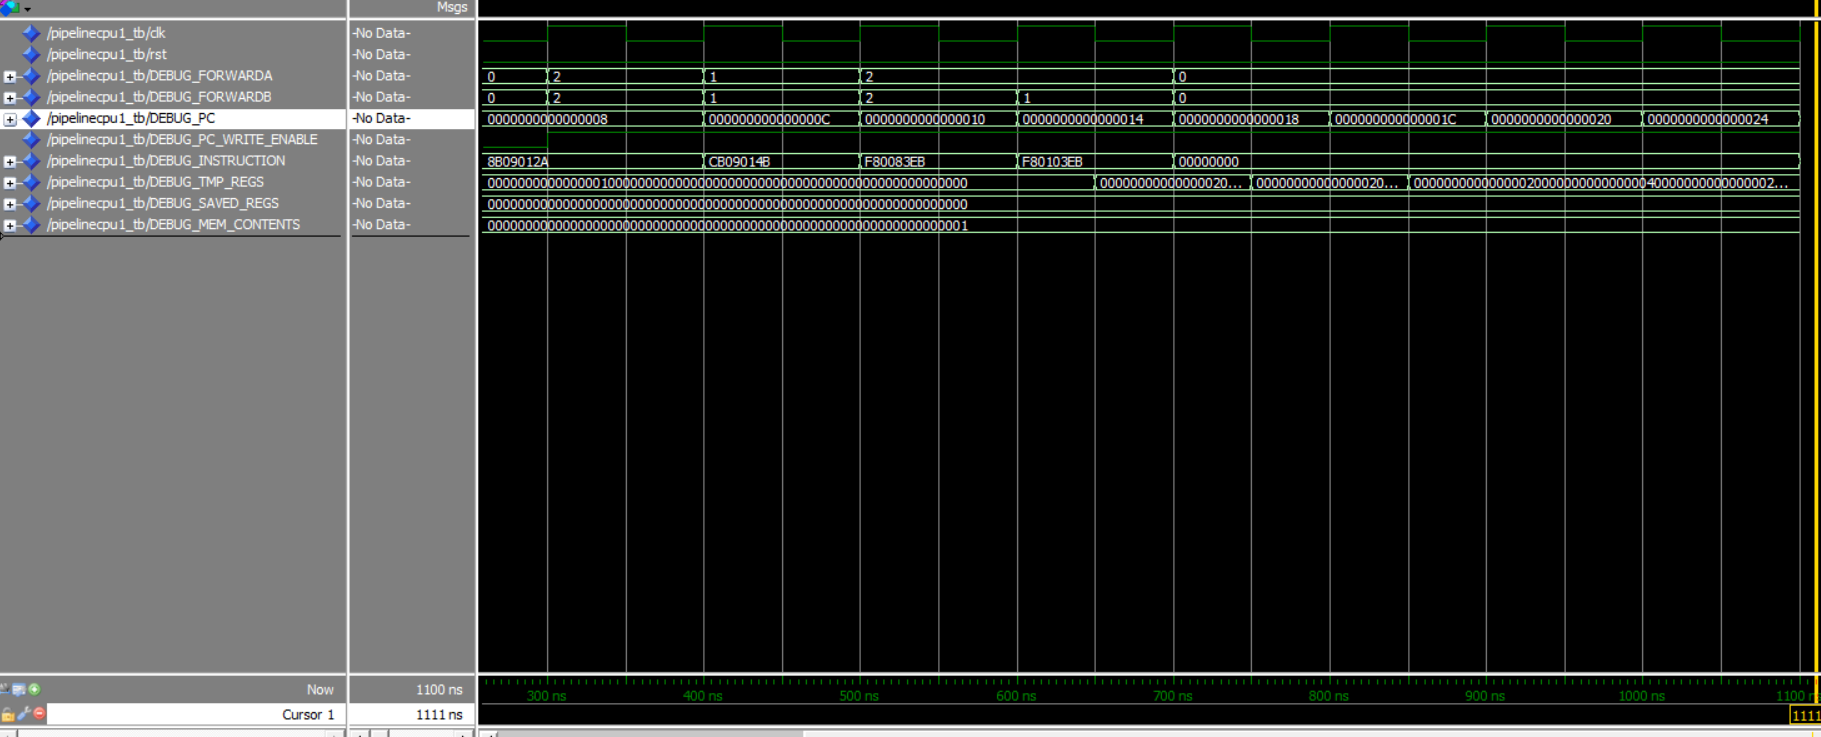 Msgs
/pipelinecpu1_tb/clk -No Data-
/pipelinecpu1_tb/rst -No Data-
/pipelinecpu1_tb/DEBUG_FORWARDA -No Data- 0 2 1 2 0
/pipelinecpu1_tb/DEBUG_FORWARDB -No Data- 0 2 1 2 1 0
/pipelinecpu1_tb/DEBUG_PC -No Data- 0000000000000008 000000000000000C 0000000000000010 0000000000000014 0000000000000018 000000000000001C 0000000000000020 0000000000000024
/pipelinecpu1_tb/DEBUG_PC_WRITE_ENABLE -No Data-
/pipelinecpu1_tb/DEBUG_INSTRUCTION -No Data- 8B09012A CB09014B F80083EB F80103EB 00000000
/pipelinecpu1_tb/DEBUG_TMP_REGS -No Data- 0000000000000010000000000000000000000000000000000000000000000000 00000000000000020... 00000000000000020... 00000000000000020000000000000004000000000000002...
/pipelinecpu1_tb/DEBUG_SAVED_REGS -No Data- 0000000000000000000000000000000000000000000000000000000000000000
/pipelinecpu1_tb/DEBUG_MEM_CONTENTS -No Data- 0000000000000000000000000000000000000000000000000000000000000001
Now 1100 ns 300 ns 400 ns 500 ns 600 ns 700 ns 800 ns 900 ns 1000 ns 1100 n
Cursor 1 1111 ns 1111